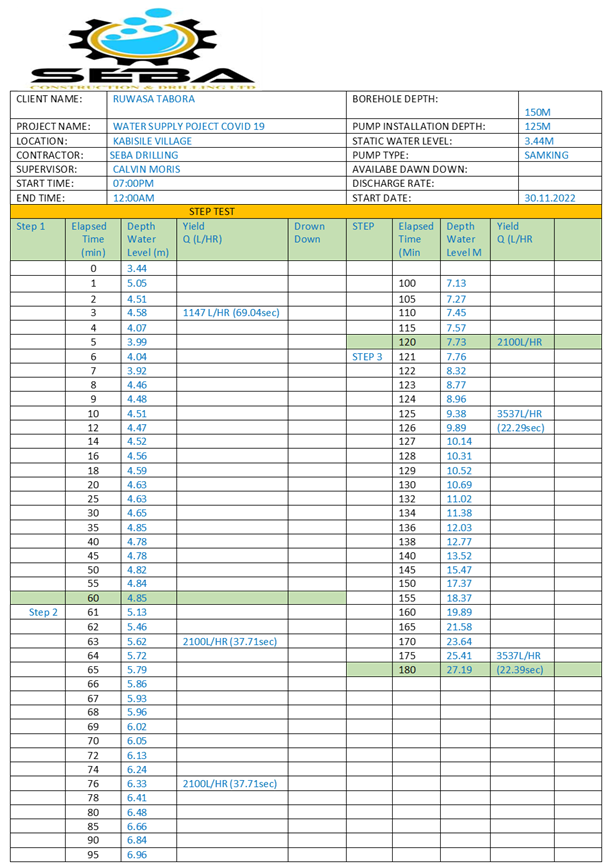 SEBA
CONSTRUCTION & DRILLING LTD
CLIENT NAME: RUWASA TABORA BOREHOLE DEPTH: 150M
PROJECT NAME: WATER SUPPLY POJECT COVID 19 PUMP INSTALLATION DEPTH: 125M
LOCATION: KABISILE VILLAGE STATIC WATER LEVEL: 3.44M
CONTRACTOR: SEBA DRILLING PUMP TYPE: SAMKING
SUPERVISOR: CALVIN MORIS AVAILABE DAWN DOWN:
START TIME: 07:00PM DISCHARGE RATE:
END TIME: 12:00AM START DATE: 30.11.2022
STEP TEST
Step 1 Elapsed Depth Yield Drown STEP Elapsed Depth Yield
Time Water Q (L/HR) Down Time Water Q (L/HR
(min) Level (m) (Min Level M
0 3.44
1 5.05 100 7.13
2 4.51 105 7.27
3 4.58 1147 L/HR (69.04sec) 110 7.45
4 4.07 115 7.57
5 3.99 120 7.73 2100L/HR
6 4.04 STEP 3 121 7.76
7 3.92 122 8.32
8 4.46 123 8.77
9 4.48 124 8.96
10 4.51 125 9.38 3537L/HR
12 4.47 126 9.89 (22.29sec)
14 4.52 127 10.14
16 4.56 128 10.31
18 4.59 129 10.52
20 4.63 130 10.69
25 4.63 132 11.02
30 4.65 134 11.38
35 4.85 136 12.03
40 4.78 138 12.77
45 4.78 140 13.52
50 4.82 145 15.47
55 4.84 150 17.37
60 4.85 155 18.37
Step 2 61 5.13 160 19.89
62 5.46 165 21.58
63 5.62 2100L/HR (37.71sec) 170 23.64
64 5.72 175 25.41 3537L/HR
65 5.79 180 27.19 (22.39sec)
66 5.86
67 5.93
68 5.96
69 6.02
70 6.05
72 6.13
74 6.24
76 6.33 2100L/HR (37.71sec)
78 6.41
80 6.48
85 6.66
90 6.84
95 6.96